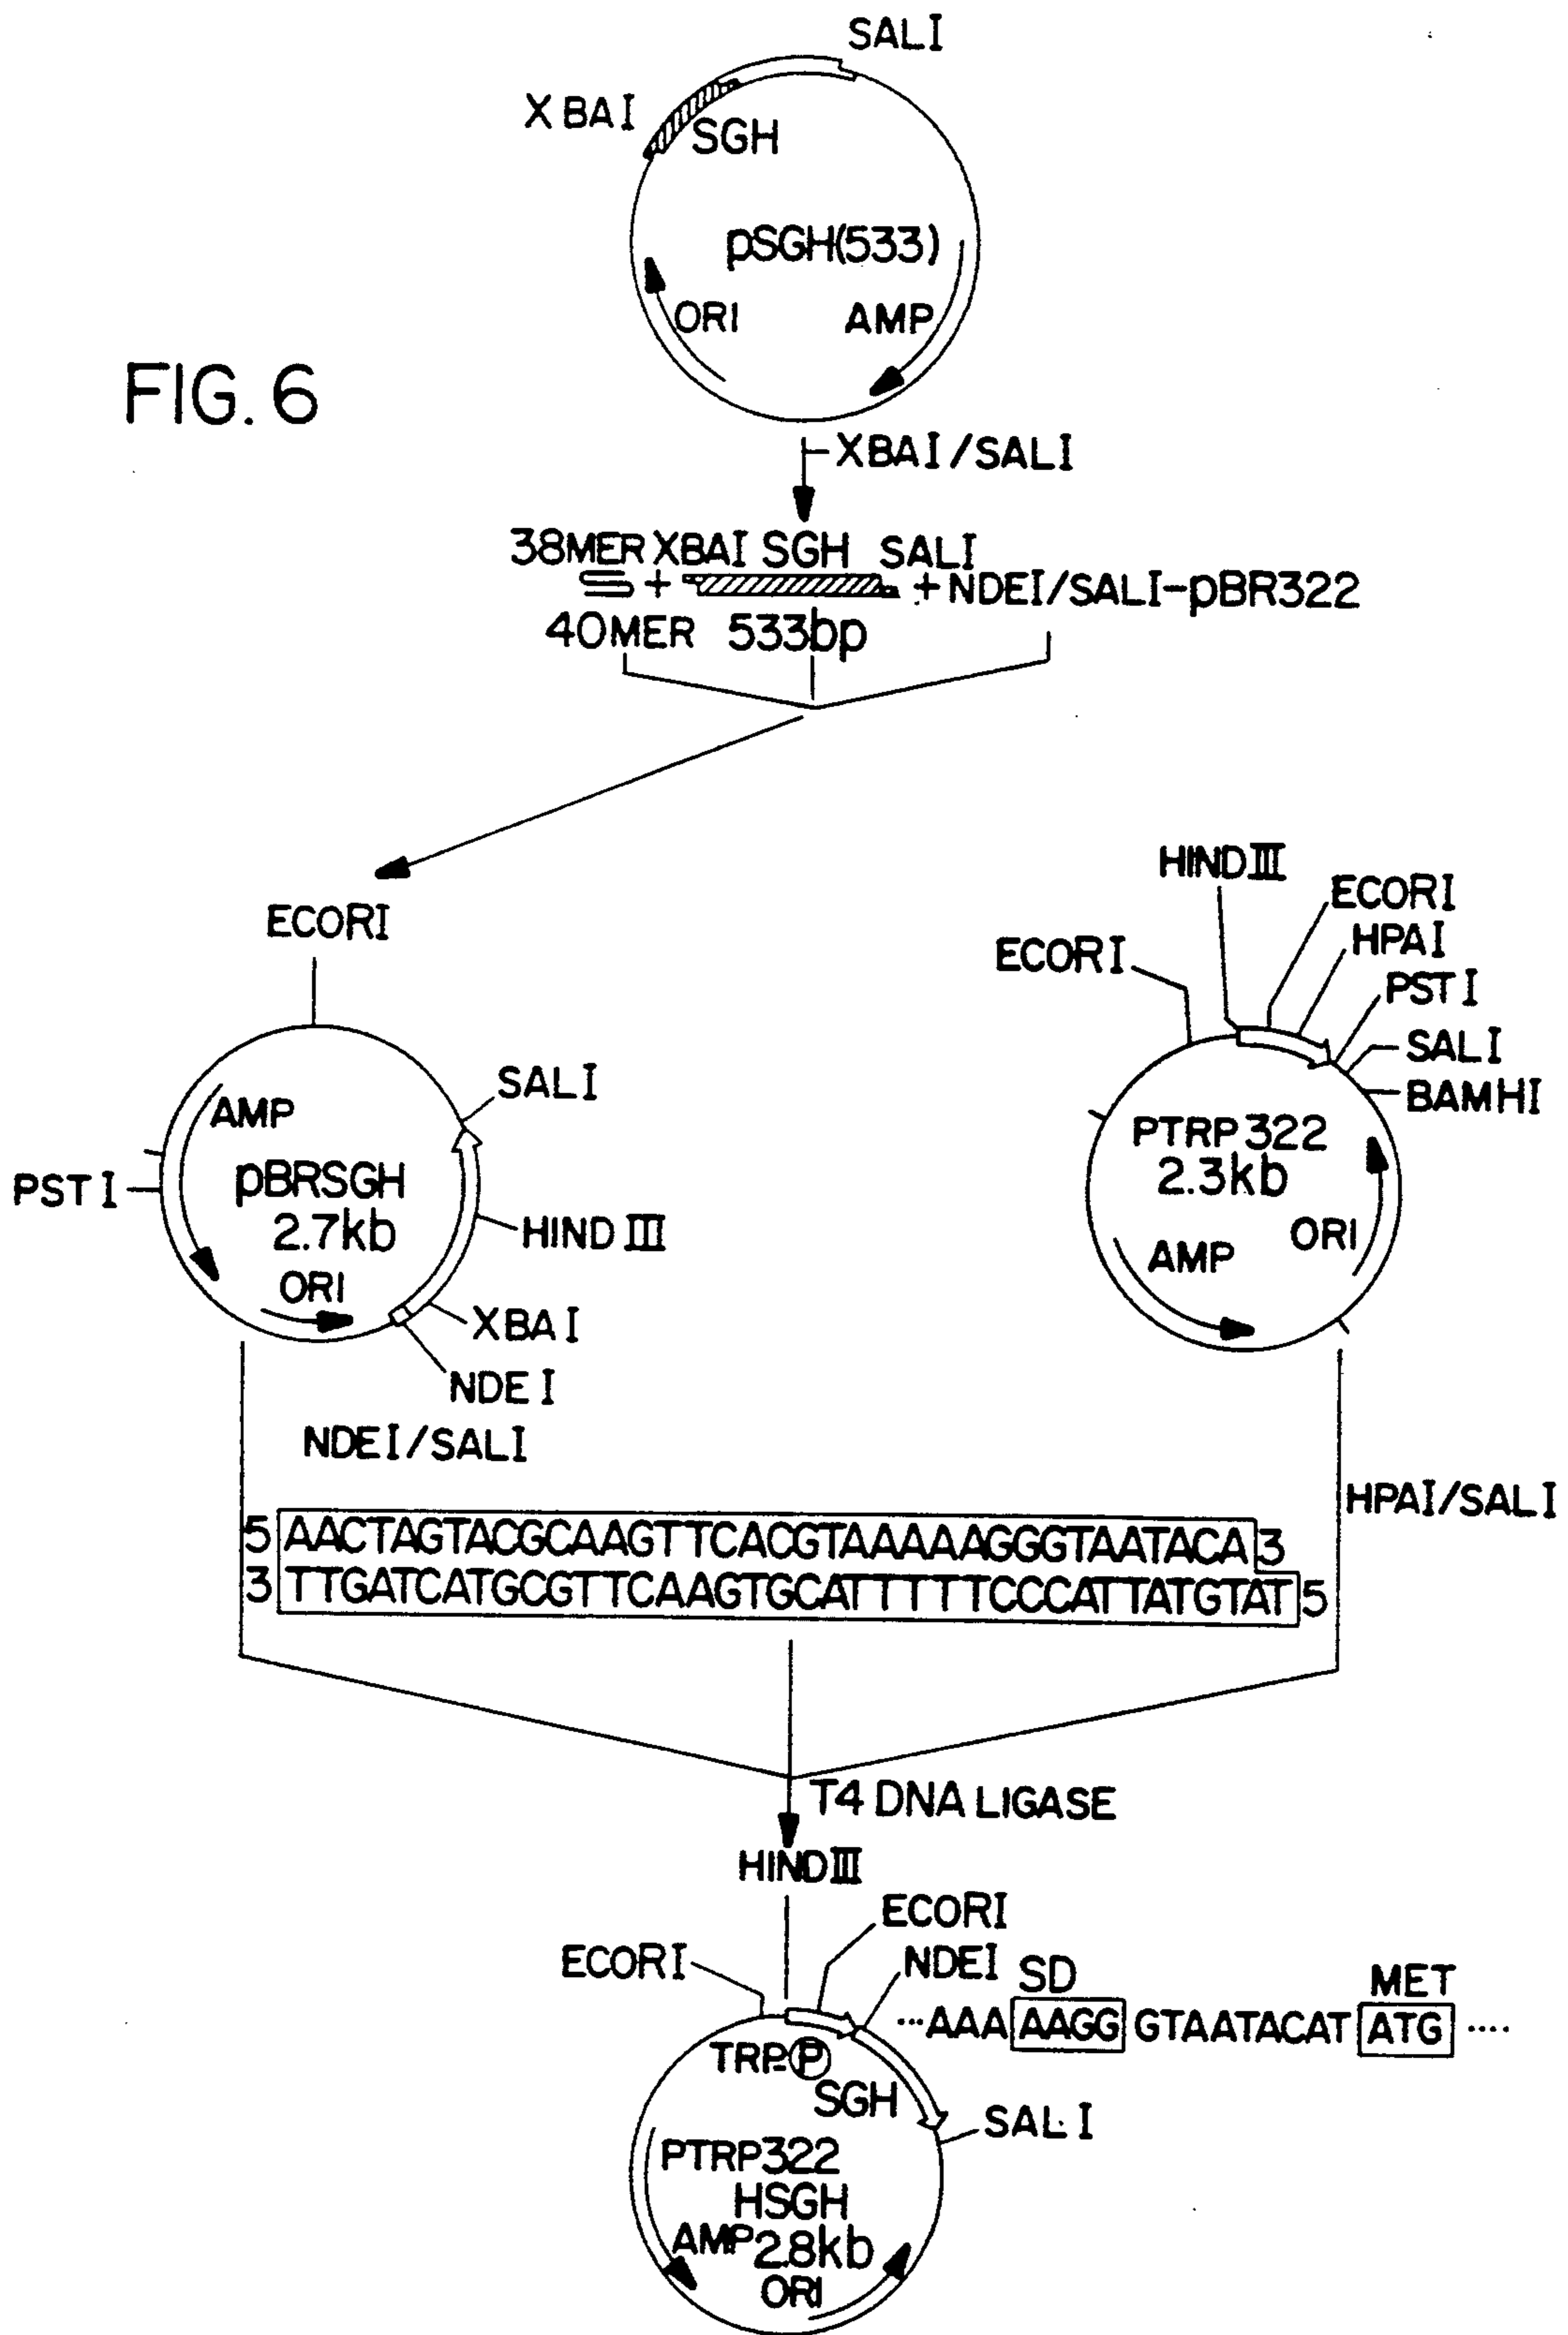 SALI
XBAI
SGH
pSGH(533)
ORI
AMP
FIG. 6
XBAI/SALI
38MER XBAI SGH SALI
+ + NDEI/SALI-pBR322
40MER 533bp
ECORI
SALI
AMP
pBRSGH
2.7kb
PSTI
HINDIII
ORI
XBAI
NDEI
NDEI/SALI
HINDIII
ECORI
ECORI
HPAI
PSTI
SALI
BAMHI
PTRP322
2.3kb
ORI
AMP
HPAI/SALI
5 AACTAGTACGCAAGTTCACGTAAAAAGGGTAATACA 3
3 TTGATCATGCGTTCAAGTGCATTTTTCCCATTATGTAT 5
T4 DNA LIGASE
HINDIII
ECORI
ECORI
NDEI
SD
MET
...AAA AAGG GTAATACAT ATG ....
TRP-P
SGH
SALI
PTRP322
HSGH
AMP 2.8kb
ORI